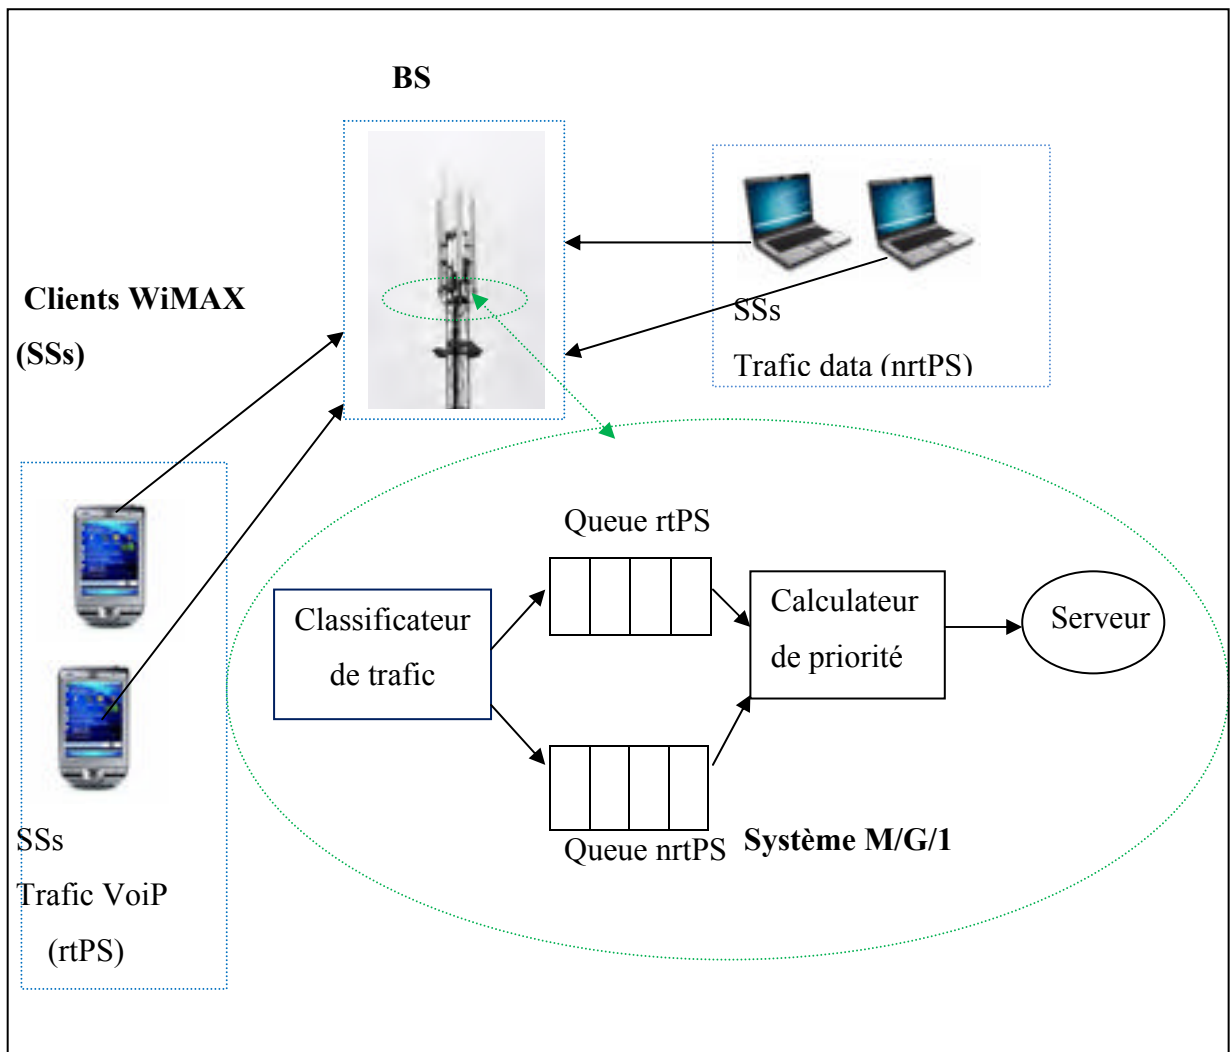 BS
Clients WiMAX
(SSs)
SSs
Trafic data (nrtPS)
Queue rtPS
Classificateur
de trafic
Calculateur
de priorité
Serveur
Queue nrtPS
Système M/G/1
SSs
Trafic VoiP
(rtPS)